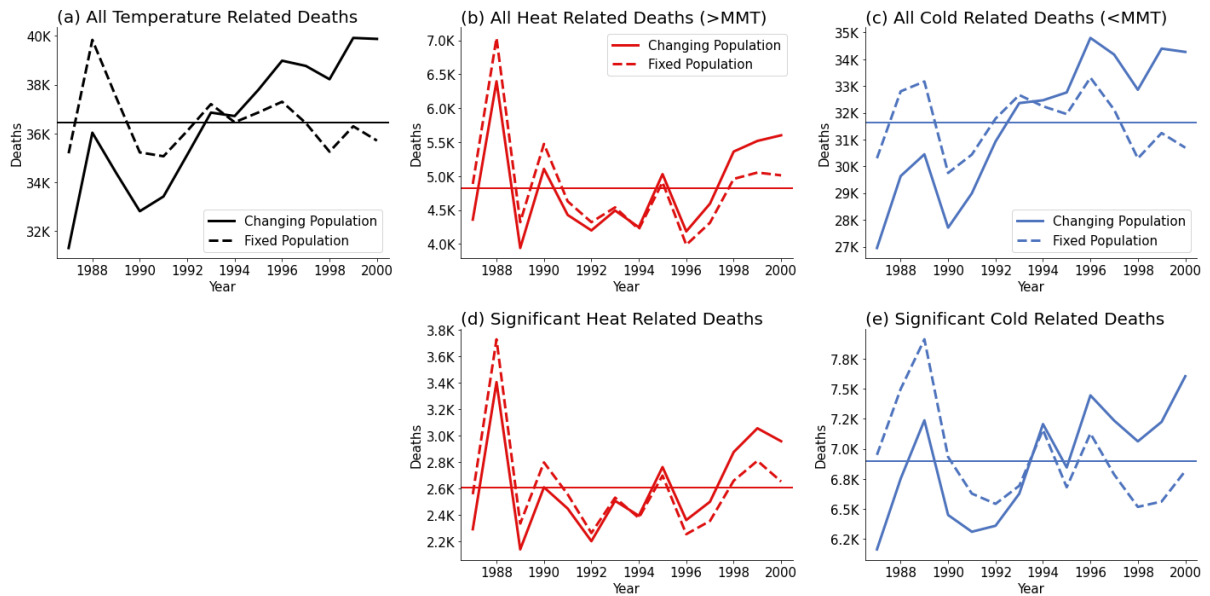 (a) All Temperature Related Deaths
40K
38K
36K
34K
32K
Deaths
Changing Population
Fixed Population
1988 1990 1992 1994 1996 1998 2000
Year
(b) All Heat Related Deaths (>MMT)
7.0K
6.5K
6.0K
5.5K
5.0K
4.5K
4.0K
Deaths
Changing Population
Fixed Population
1988 1990 1992 1994 1996 1998 2000
Year
(c) All Cold Related Deaths (<MMT)
35K
34K
33K
32K
31K
30K
29K
28K
27K
Deaths
Changing Population
Fixed Population
1988 1990 1992 1994 1996 1998 2000
Year
(d) Significant Heat Related Deaths
3.8K
3.6K
3.4K
3.2K
3.0K
2.8K
2.6K
2.4K
2.2K
Deaths
1988 1990 1992 1994 1996 1998 2000
Year
(e) Significant Cold Related Deaths
7.8K
7.5K
7.2K
7.0K
6.8K
6.5K
6.2K
Deaths
1988 1990 1992 1994 1996 1998 2000
Year